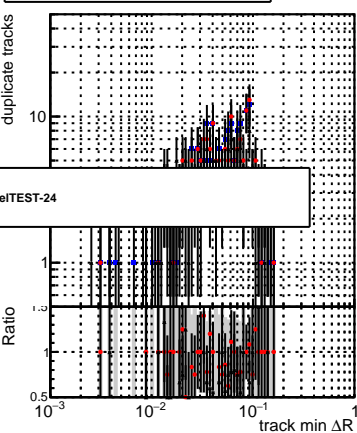 duplicate tracks
10
elTEST-24
1
1.5
Ratio
1
0.5
10−3 10−2 10−1 1
track min ΔR